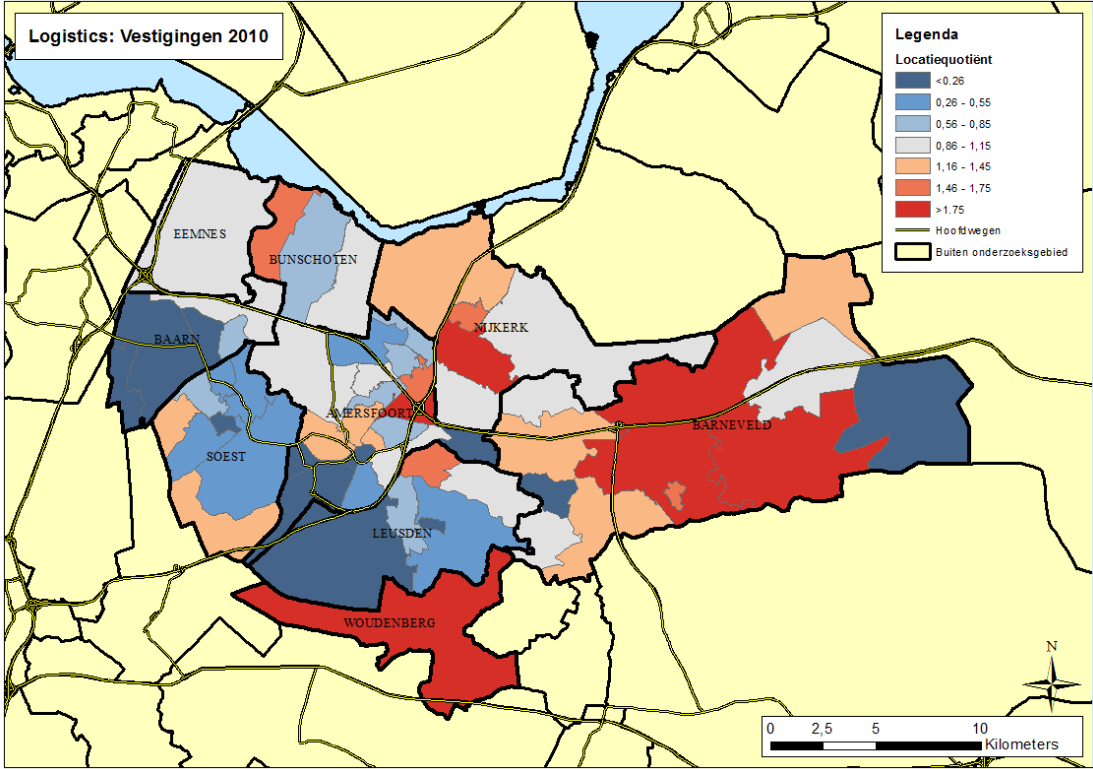 Logistics: Vestigingen 2010
Legenda
Locatiequotiënt
<0.26
0,26 - 0,55
0,56 - 0,85
0,86 - 1,15
1,16 - 1,45
1,46 - 1,75
>1.75
Hoofdwegen
Buiten onderzoeksgebied
EEMNES
BUNSCHOTEN
NIJKERK
BAARN
AMERSFOORT
BARNEVELD
SOEST
LEUSDEN
WOUDENBERG
N
0 2,5 5 10
Kilometers